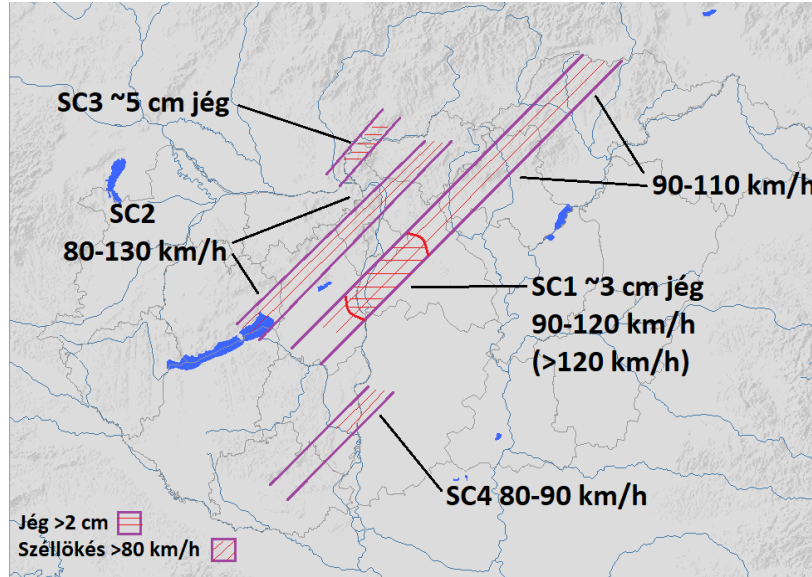 SC3 ~5 cm jég
SC2
80-130 km/h
90-110 km/h
SC1 ~3 cm jég
90-120 km/h
(>120 km/h)
SC4 80-90 km/h
Jég >2 cm
Széllökés >80 km/h